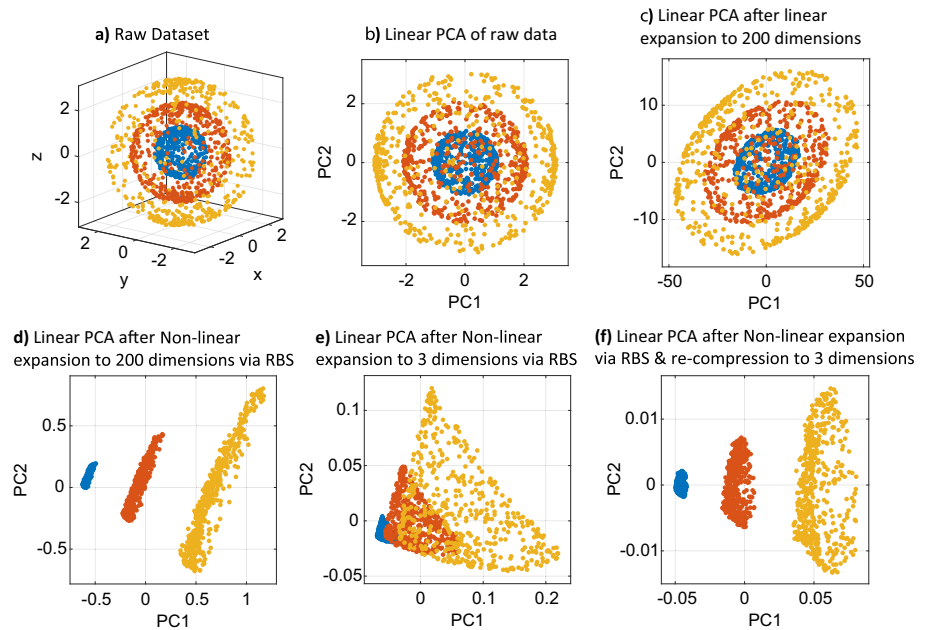 a) Raw Dataset
2
0
-2
z
2
0
-2
y
-2
0
2
x
b) Linear PCA of raw data
2
0
-2
PC2
-2
0
2
PC1
c) Linear PCA after linear
expansion to 200 dimensions
10
0
-10
PC2
-50
0
50
PC1
d) Linear PCA after Non-linear
expansion to 200 dimensions via RBS
0.5
0
-0.5
PC2
-0.5
0
0.5
1
PC1
e) Linear PCA after Non-linear
expansion to 3 dimensions via RBS
0.1
0.05
0
-0.05
PC2
0
0.1
0.2
PC1
(f) Linear PCA after Non-linear expansion
via RBS & re-compression to 3 dimensions
0.01
0
-0.01
PC2
-0.05
0
0.05
PC1